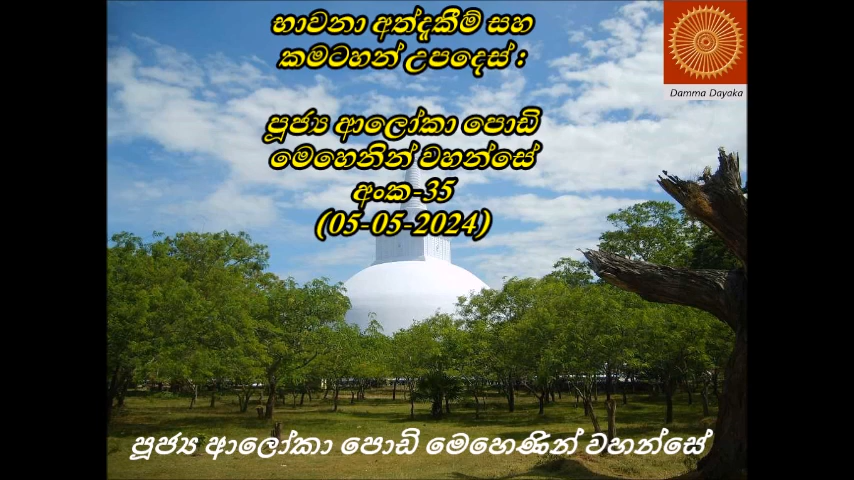 භාවනා අත්දැකීම් සහ
කමටහන් උපදෙස් :
පූජ්‍ය ආලෝකා පොඩි
මෙහෙනින් වහන්සේ
අංක-35
(05-05-2024)
Damma Dayaka
පූජ්‍ය ආලෝකා පොඩි මෙහෙණින් වහන්සේ